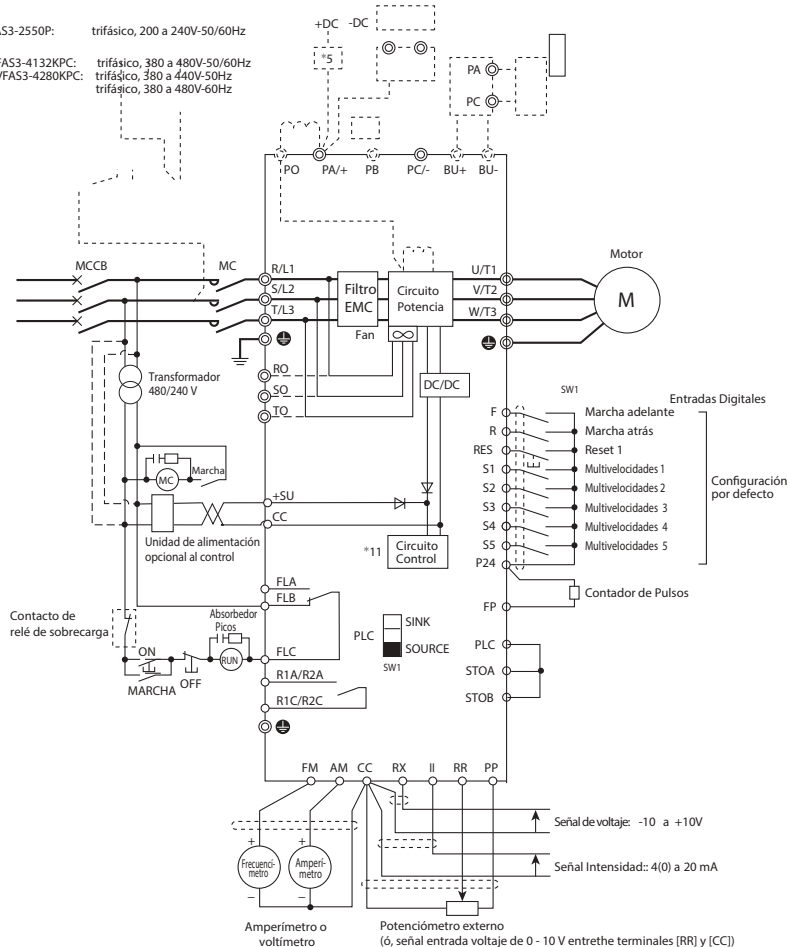 AS3-2550P: trifásico, 200 a 240V-50/60Hz
FAS3-4132KPC: trifásico, 380 a 480V-50/60Hz
VFAS3-4280KPC: trifásico, 380 a 440V-50Hz
trifásico, 380 a 480V-60Hz
+DC -DC
*5
PA
PC
PO PA/+ PB PC/- BU+ BU-
MCCB MC
R/L1
S/L2
T/L3
Filtro EMC
Circuito Potencia
Fan
U/T1
V/T2
W/T3
Motor
M
Transformador
480/240 V
RO
SO
TO
DC/DC
SW1
Entradas Digitales
F Marcha adelante
R Marcha atrás
RES Reset 1
S1 Multivelocidades 1
S2 Multivelocidades 2
S3 Multivelocidades 3
S4 Multivelocidades 4
S5 Multivelocidades 5
P24
Configuración
por defecto
MC
Marcha
+SU
CC
Unidad de alimentación
opcional al control
*11
Circuito
Control
FP
Contador de Pulsos
FLA
FLB
FLC
Contacto de
relé de sobrecarga
Absorbedor
Picos
ON
MARCHA
OFF
RUN
PLC
SINK
SOURCE
SW1
R1A/R2A
R1C/R2C
PLC
STOA
STOB
FM AM CC RX II RR PP
+ +
Frecuencí-
metro
Amperí-
metro
– –
Señal de voltaje: -10 a +10V
Señal Intensidad:: 4(0) a 20 mA
Amperímetro o
voltímetro
Potenciómetro externo
(ó, señal entrada voltaje de 0 - 10 V entrethe terminales [RR] y [CC])